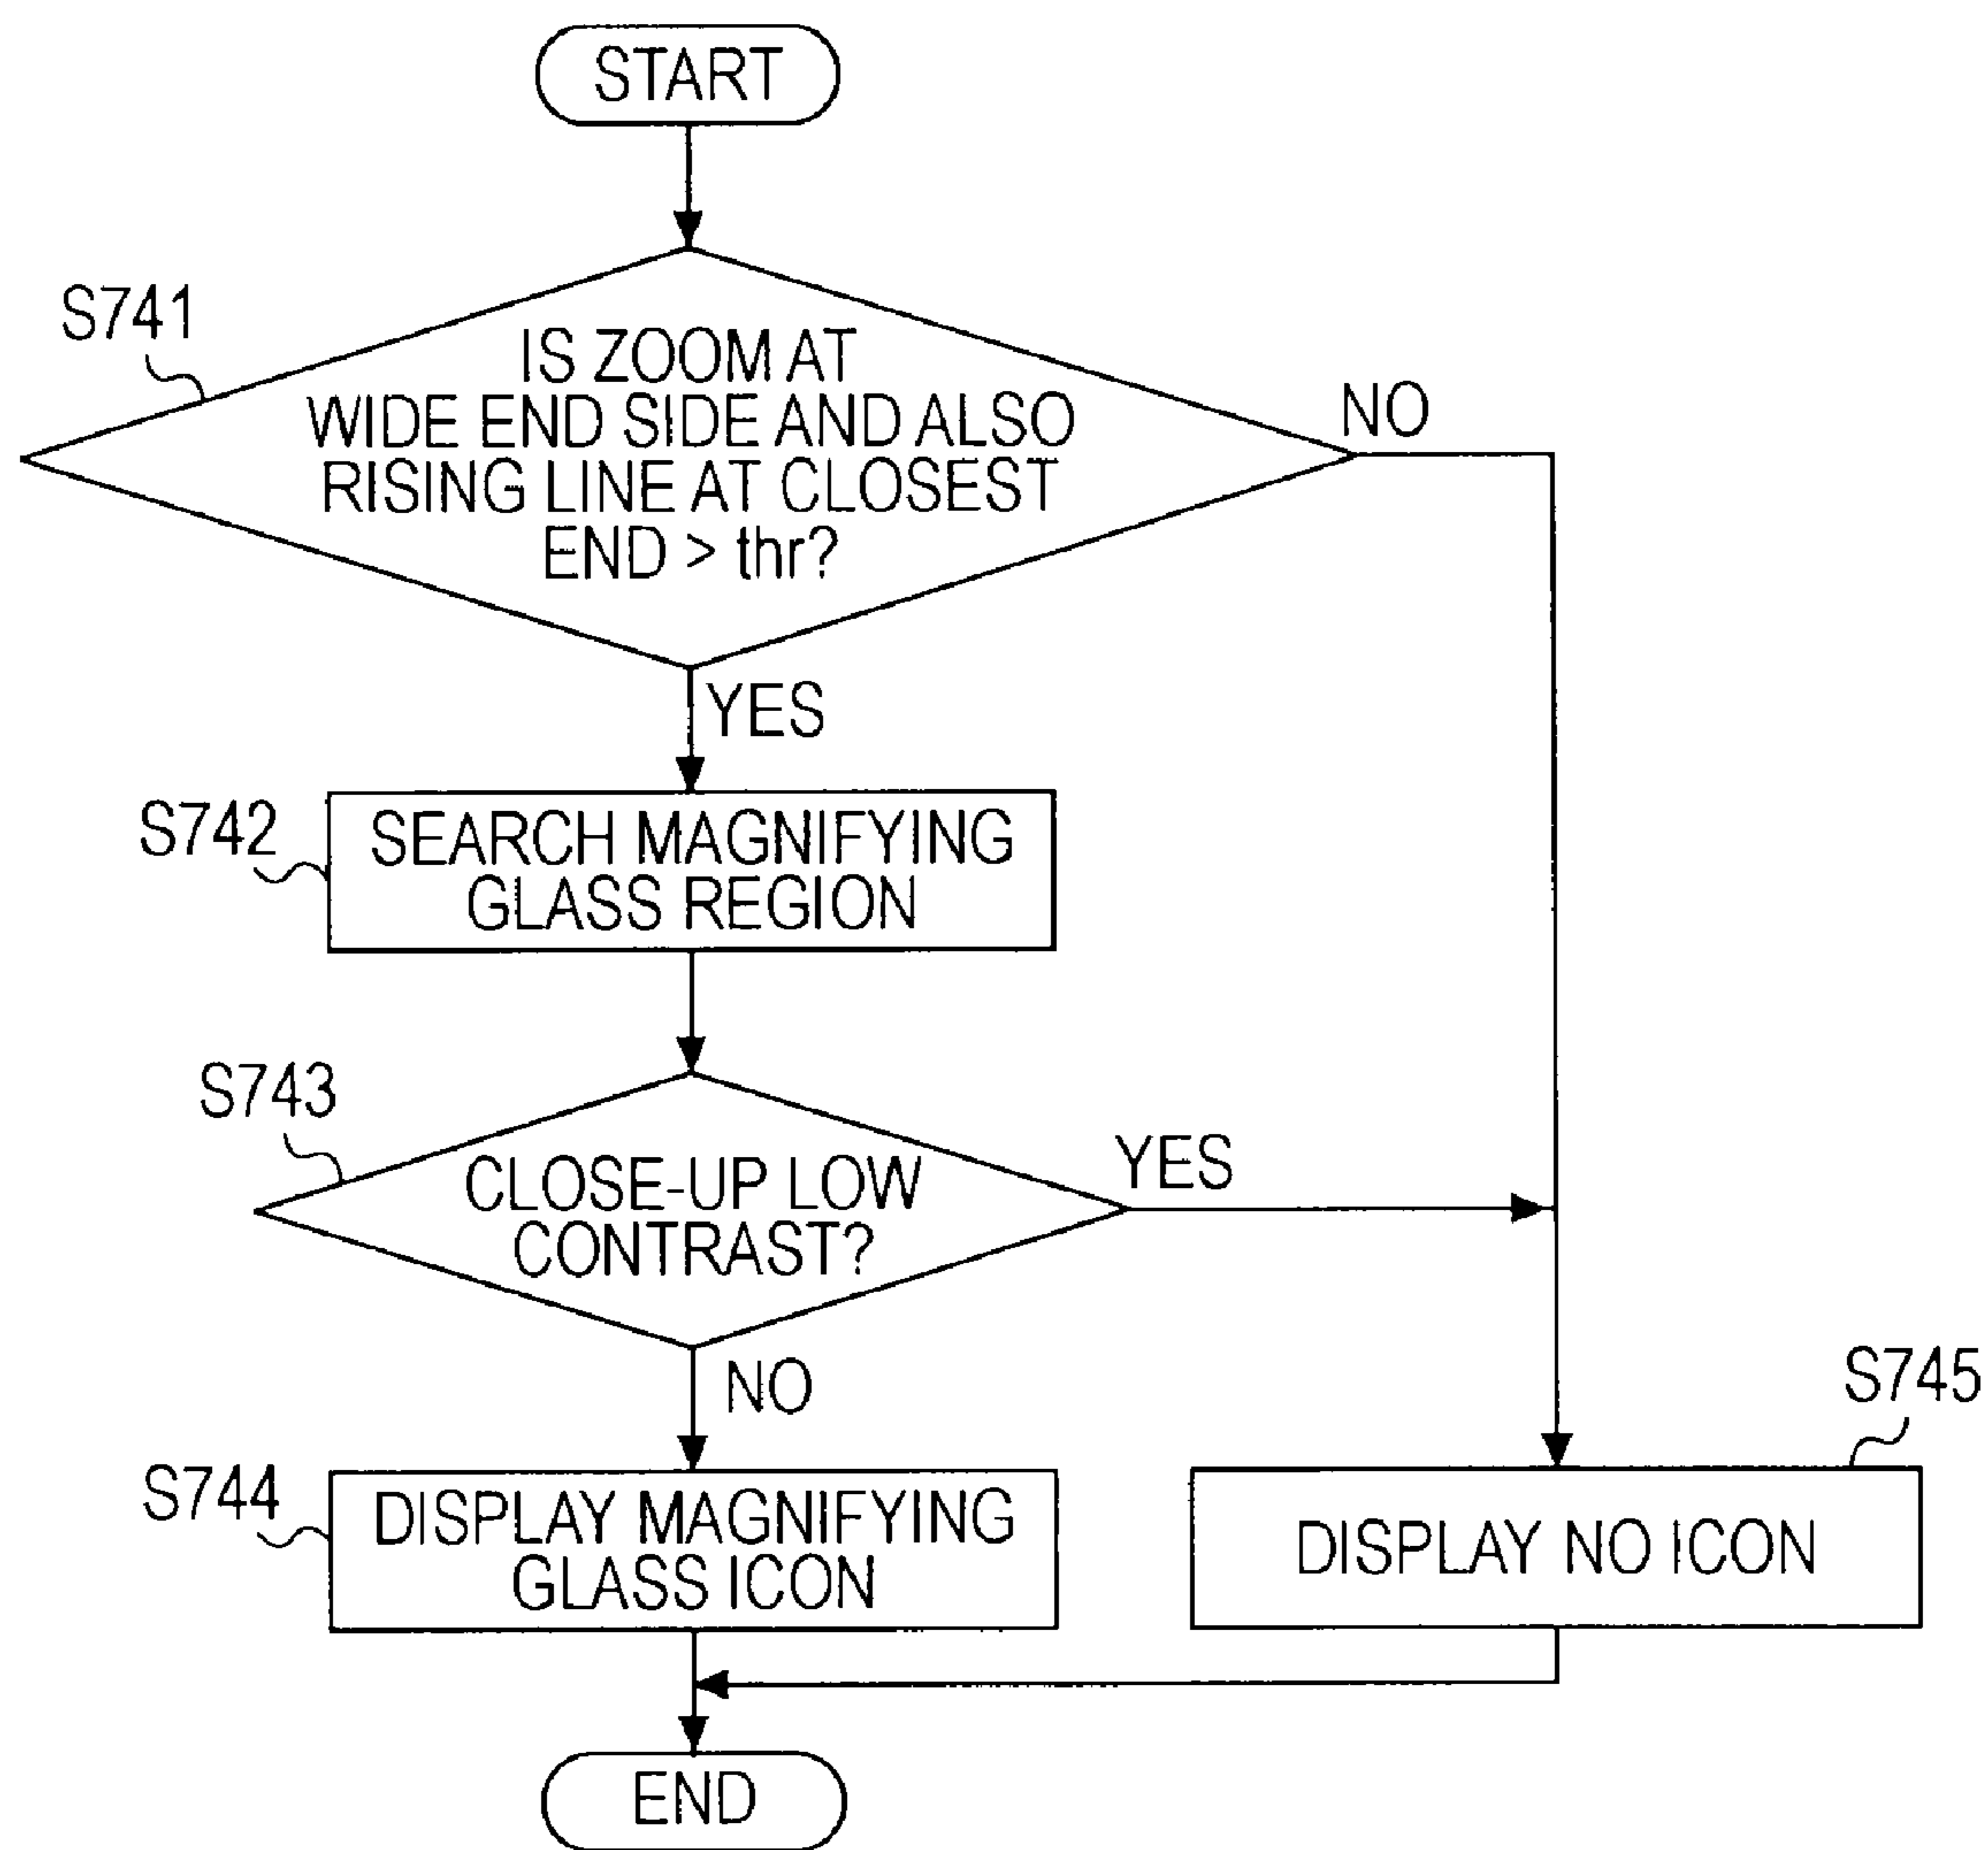 START
S741
IS ZOOM AT
WIDE END SIDE AND ALSO
RISING LINE AT CLOSEST
END > thr?
NO
YES
S742
SEARCH MAGNIFYING
GLASS REGION
S743
CLOSE-UP LOW
CONTRAST?
YES
NO
S744
DISPLAY MAGNIFYING
GLASS ICON
S745
DISPLAY NO ICON
END